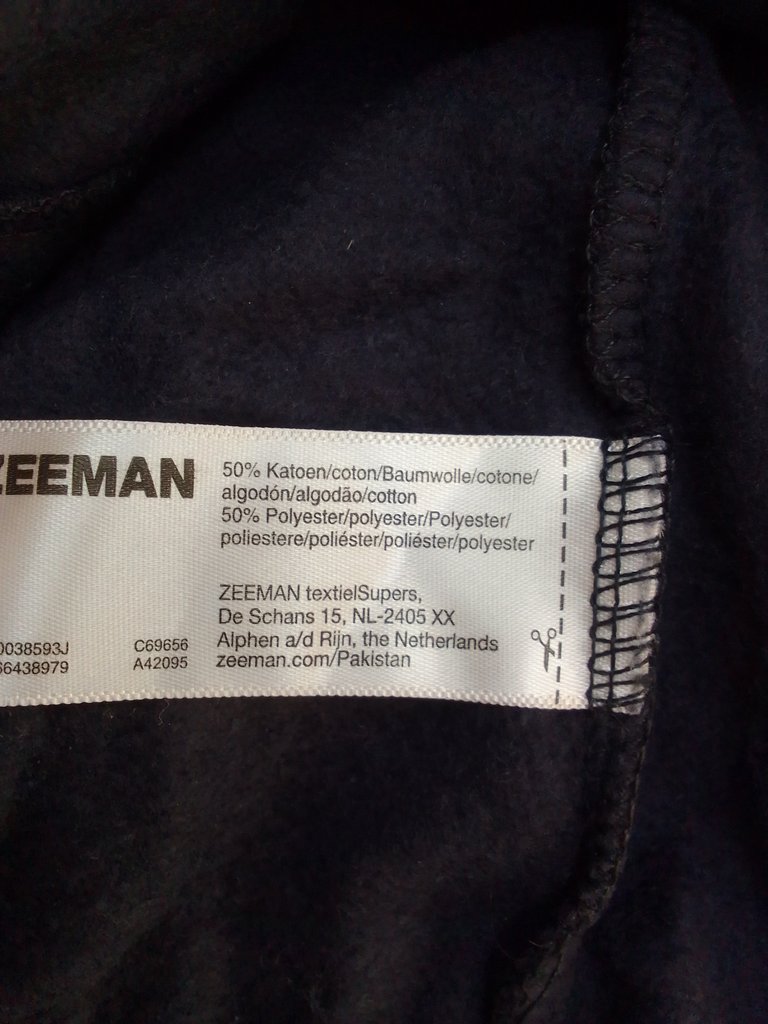 ZEEMAN
50% Katoen/coton/Baumwolle/cotone/
algodón/algodão/cotton
50% Polyester/polyester/Polyester/
poliestere/poliéster/poliéster/polyester
ZEEMAN textielSupers,
De Schans 15, NL-2405 XX
Alphen a/d Rijn, the Netherlands
zeeman.com/Pakistan
0038593J C69656
66438979 A42095